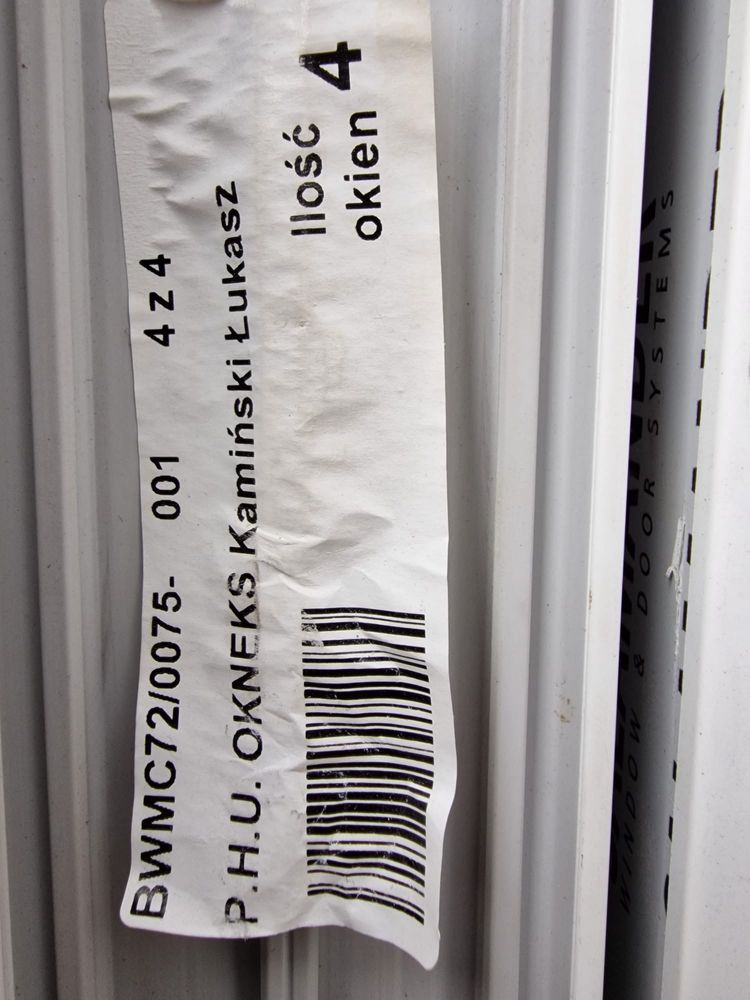 BWMC72/0075- 001 4 z 4
P.H.U. OKNEKS Kamiński Łukasz
Ilość
okien 4
WINDOW & DOOR SYSTEMS